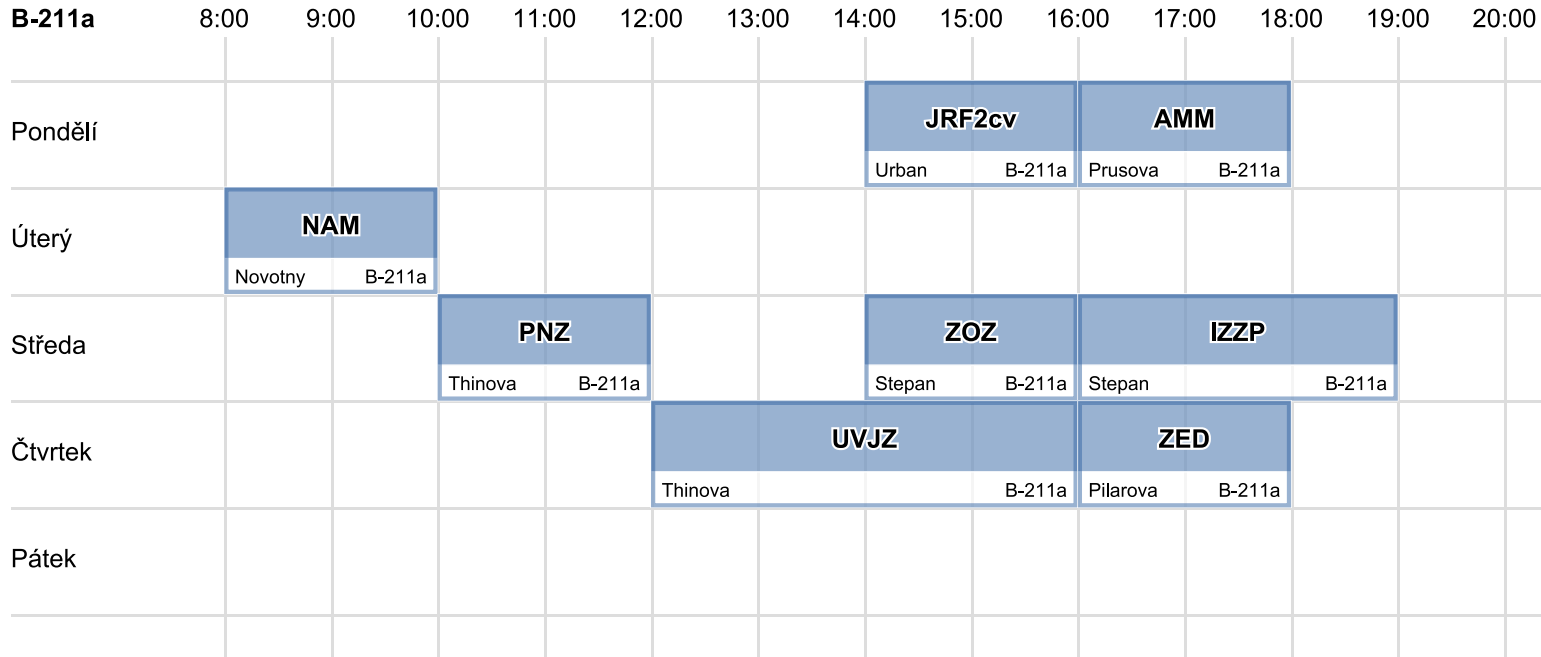 B-211a 8:00 9:00 10:00 11:00 12:00 13:00 14:00 15:00 16:00 17:00 18:00 19:00 20:00
Pondělí
JRF2cv
Urban B-211a
AMM
Prusova B-211a
Úterý
NAM
Novotny B-211a
Středa
PNZ
Thinova B-211a
ZOZ
Stepan B-211a
IZZP
Stepan B-211a
Čtvrtek
UVJZ
Thinova B-211a
ZED
Pilarova B-211a
Pátek